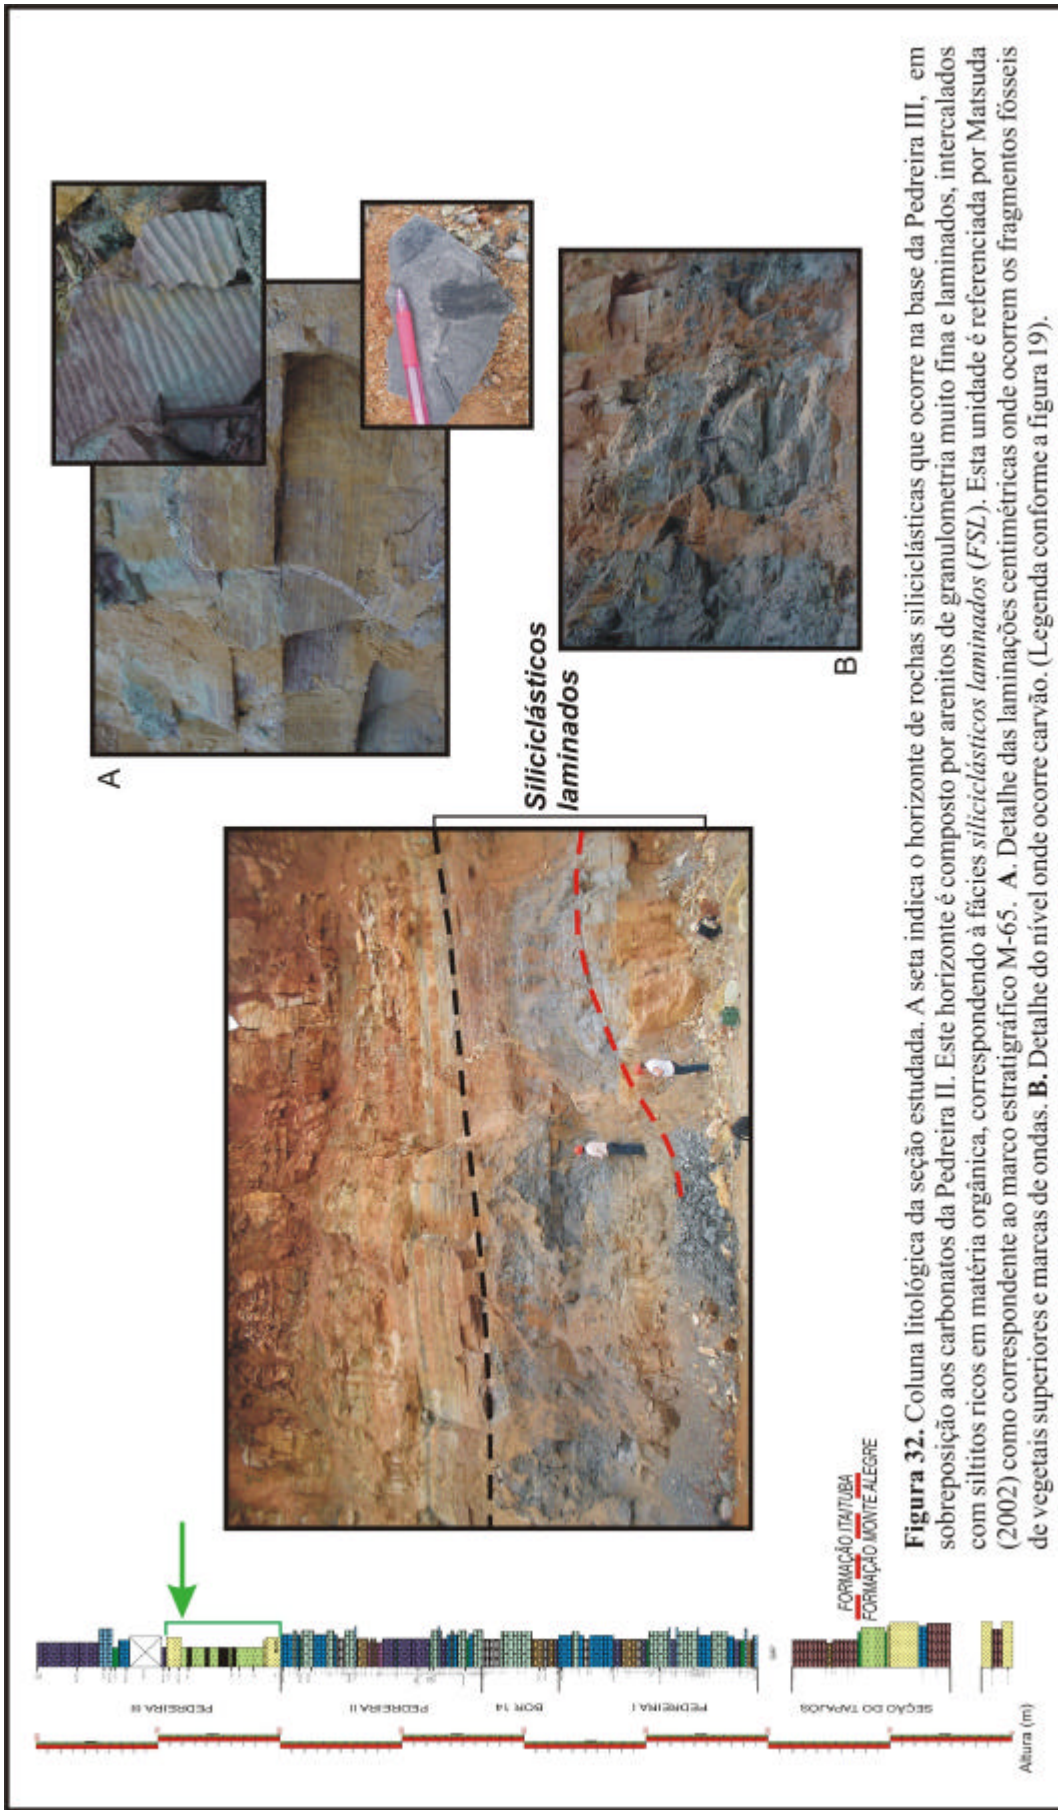 A
Siliciclásticos
laminados
B
PEDREIRA III
PEDREIRA II
BOR 14
PEDREIRA I
SEÇÃO DO TAPAJÓS
Altura (m)
FORMAÇÃO ITAITUBA
FORMAÇÃO MONTE ALEGRE
Figura 32. Coluna litológica da seção estudada. A seta indica o horizonte de rochas siliciclásticas que ocorre na base da Pedreira III, em
sobreposição aos carbonatos da Pedreira II. Este horizonte é composto por arenitos de granulometria muito fina e laminados, intercalados
com siltitos ricos em matéria orgânica, correspondendo à fácies siliciclásticos laminados (FSL). Esta unidade é referenciada por Matsuda
(2002) como correspondente ao marco estratigráfico M-65. A. Detalhe das laminações centimétricas onde ocorrem os fragmentos fósseis
de vegetais superiores e marcas de ondas. B. Detalhe do nível onde ocorre carvão. (Legenda conforme a figura 19).